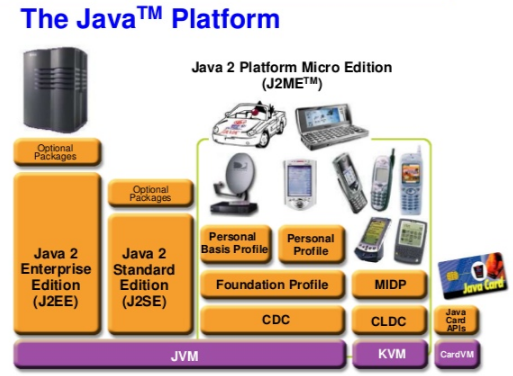 The Java™ Platform
Java 2 Platform Micro Edition
(J2ME™)
Optional
Packages
Optional
Packages
Java 2
Enterprise
Edition
(J2EE)
Java 2
Standard
Edition
(J2SE)
Personal
Basis Profile
Personal
Profile
Foundation Profile
MIDP
CDC
CLDC
Java Card
Java
Card
APIs
JVM
KVM
CardVM